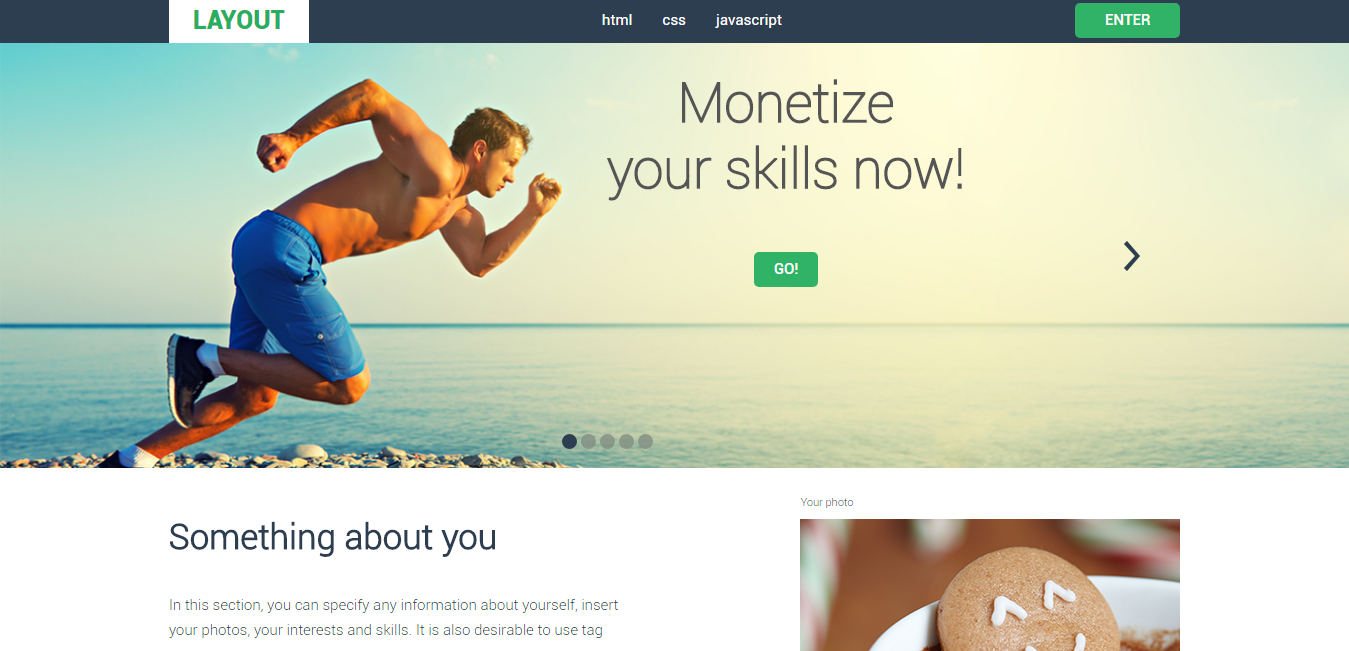 LAYOUT
html css javascript
ENTER
Monetize
your skills now!
GO!
Your photo
Something about you
In this section, you can specify any information about yourself, insert
your photos, your interests and skills. It is also desirable to use tag